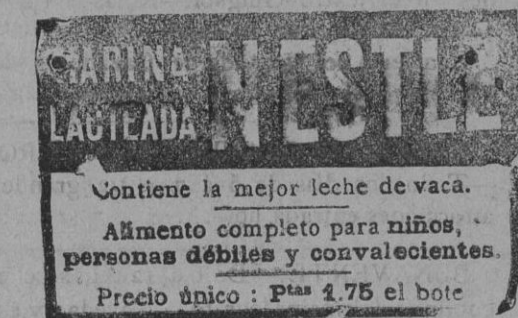 HARINA
LACTEADA
NESTLÉ
Contiene la mejor leche de vaca.
Alimento completo para niños,
personas débiles y convalecientes.
Precio único : Ptas 1.75 el bote